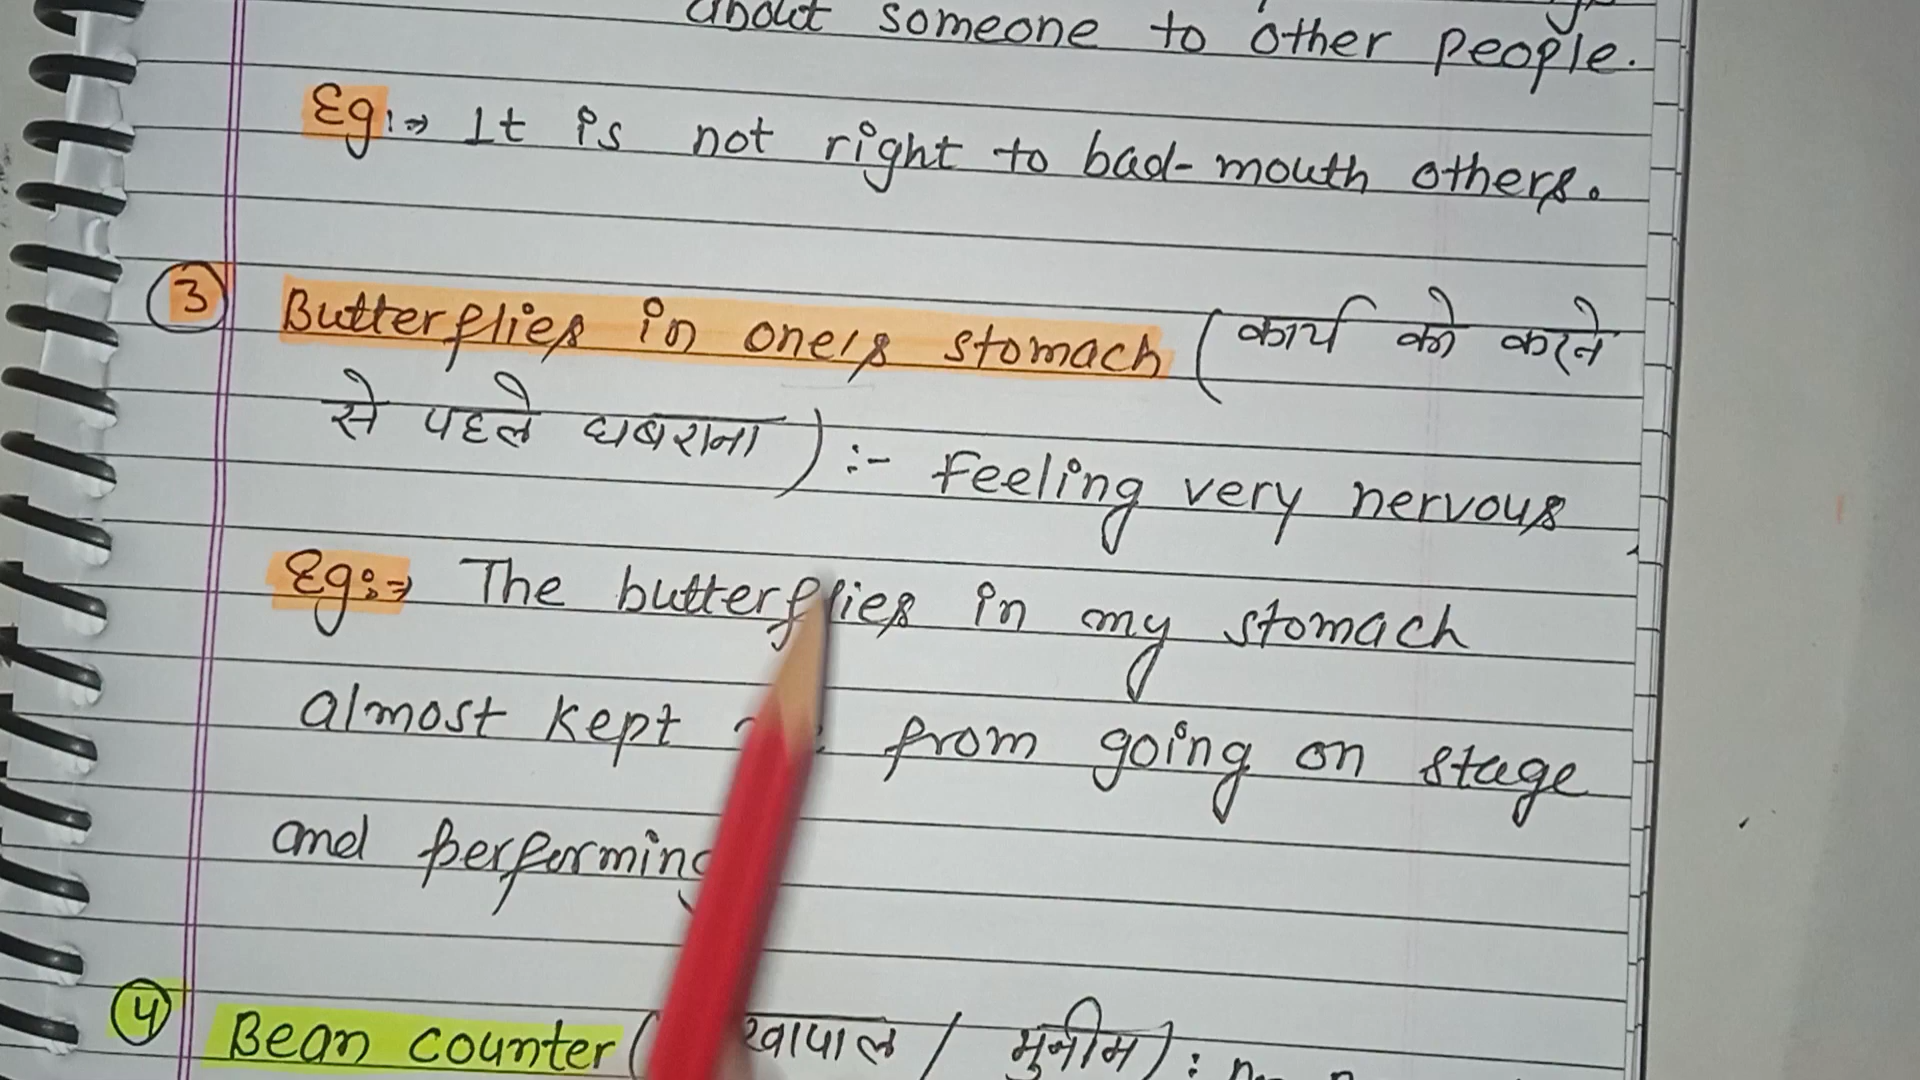 about someone to other people.
Eg:⇒ It is not right to bad-mouth others.
③ Butterflies in one's stomach (कार्य को करने
से पहले घबराना) :- Feeling very nervous
Eg:⇒ The butterflies in my stomach
almost kept from going on stage
and performing
④ Bean counter ( / मुनीम) :